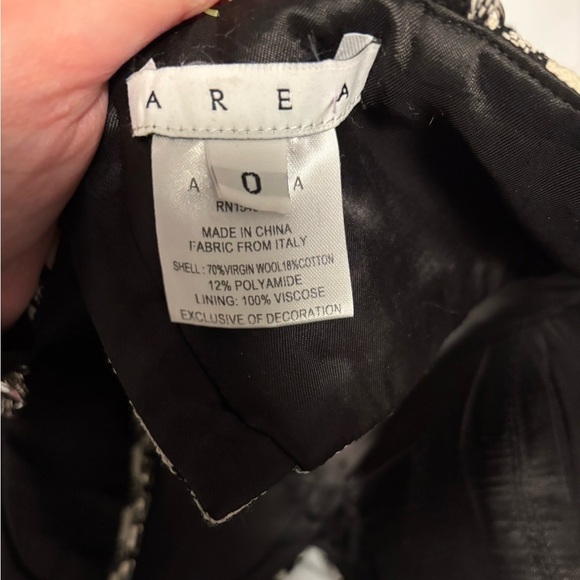 A R E A
A 0 A
MADE IN CHINA
FABRIC FROM ITALY
SHELL : 70%VIRGIN WOOL18%COTTON
12% POLYAMIDE
LINING: 100% VISCOSE
EXCLUSIVE OF DECORATION